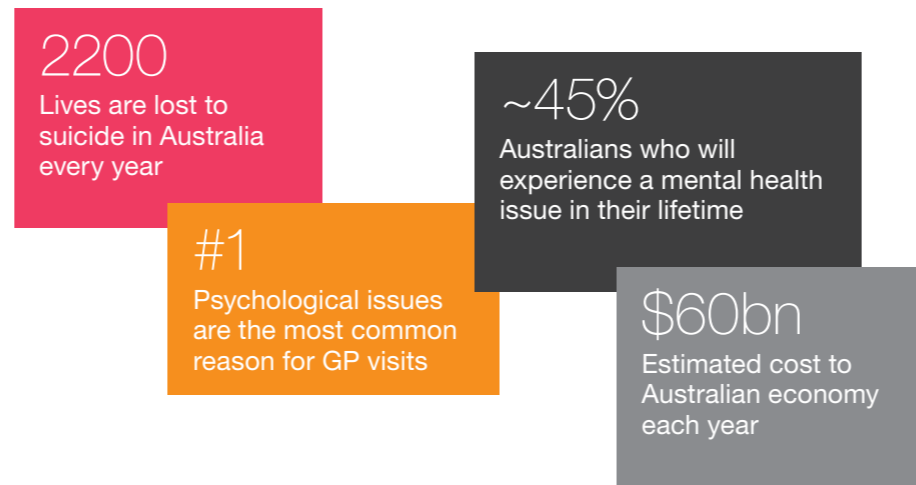 2200
Lives are lost to
suicide in Australia
every year
#1
Psychological issues
are the most common
reason for GP visits
~45%
Australians who will
experience a mental health
issue in their lifetime
$60bn
Estimated cost to
Australian economy
each year